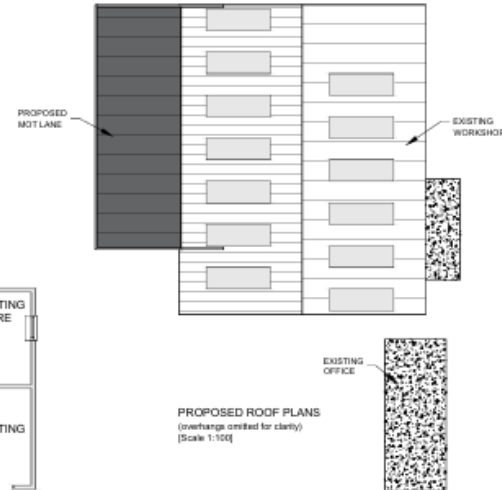 PROPOSED
MOT LANE
EXISTING
WORKSHOP
TING
RE
TING
EXISTING
OFFICE
PROPOSED ROOF PLANS
(overhangs omitted for clarity)
[Scale 1:100]